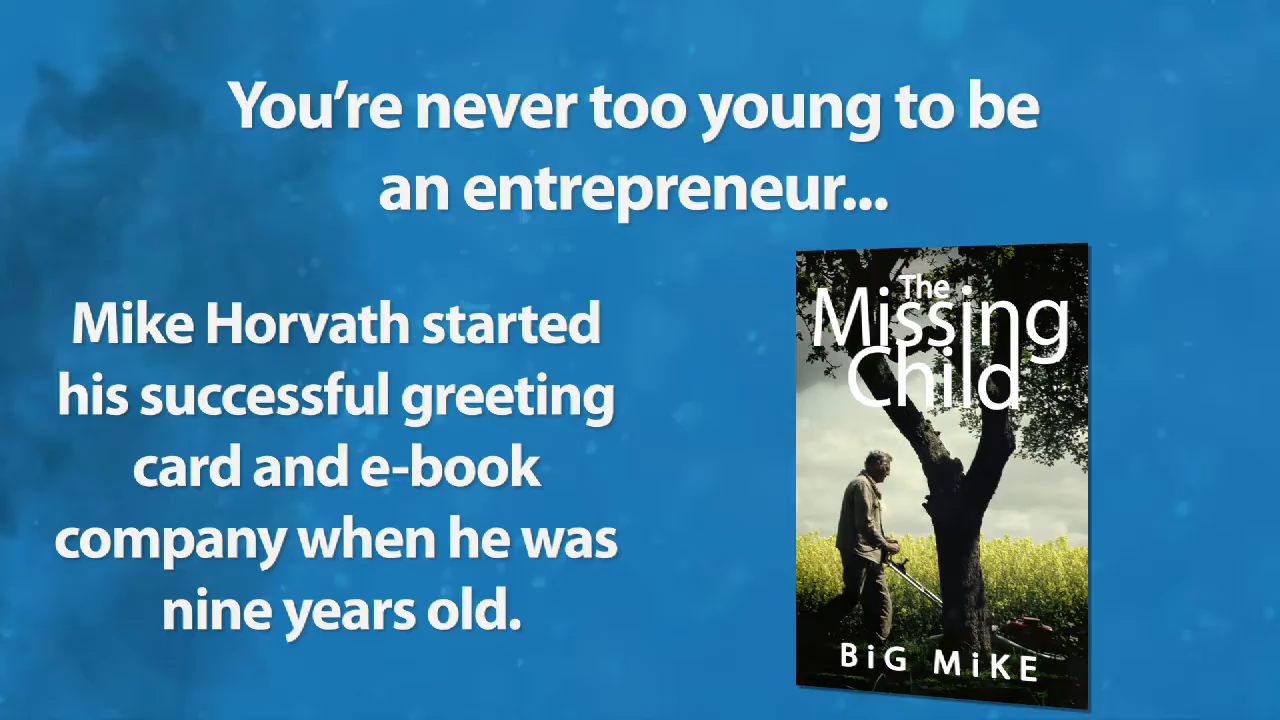 You’re never too young to be
an entrepreneur...
Mike Horvath started
his successful greeting
card and e-book
company when he was
nine years old.
The
Missing
Child
BiG MiKE